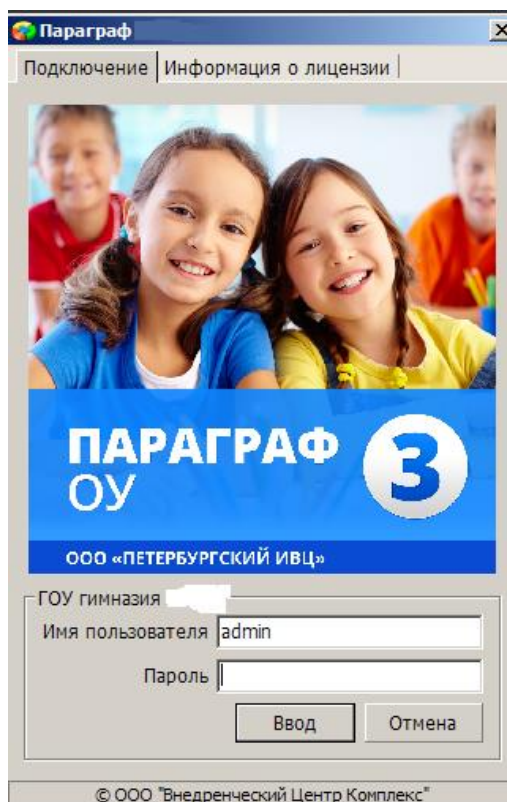 Параграф
Подключение Информация о лицензии
ПАРАГРАФ 3
ОУ
ООО «ПЕТЕРБУРГСКИЙ ИВЦ»
ГОУ гимназия
Имя пользователя admin
Пароль
Ввод Отмена
© ООО "Внедренческий Центр Комплекс"